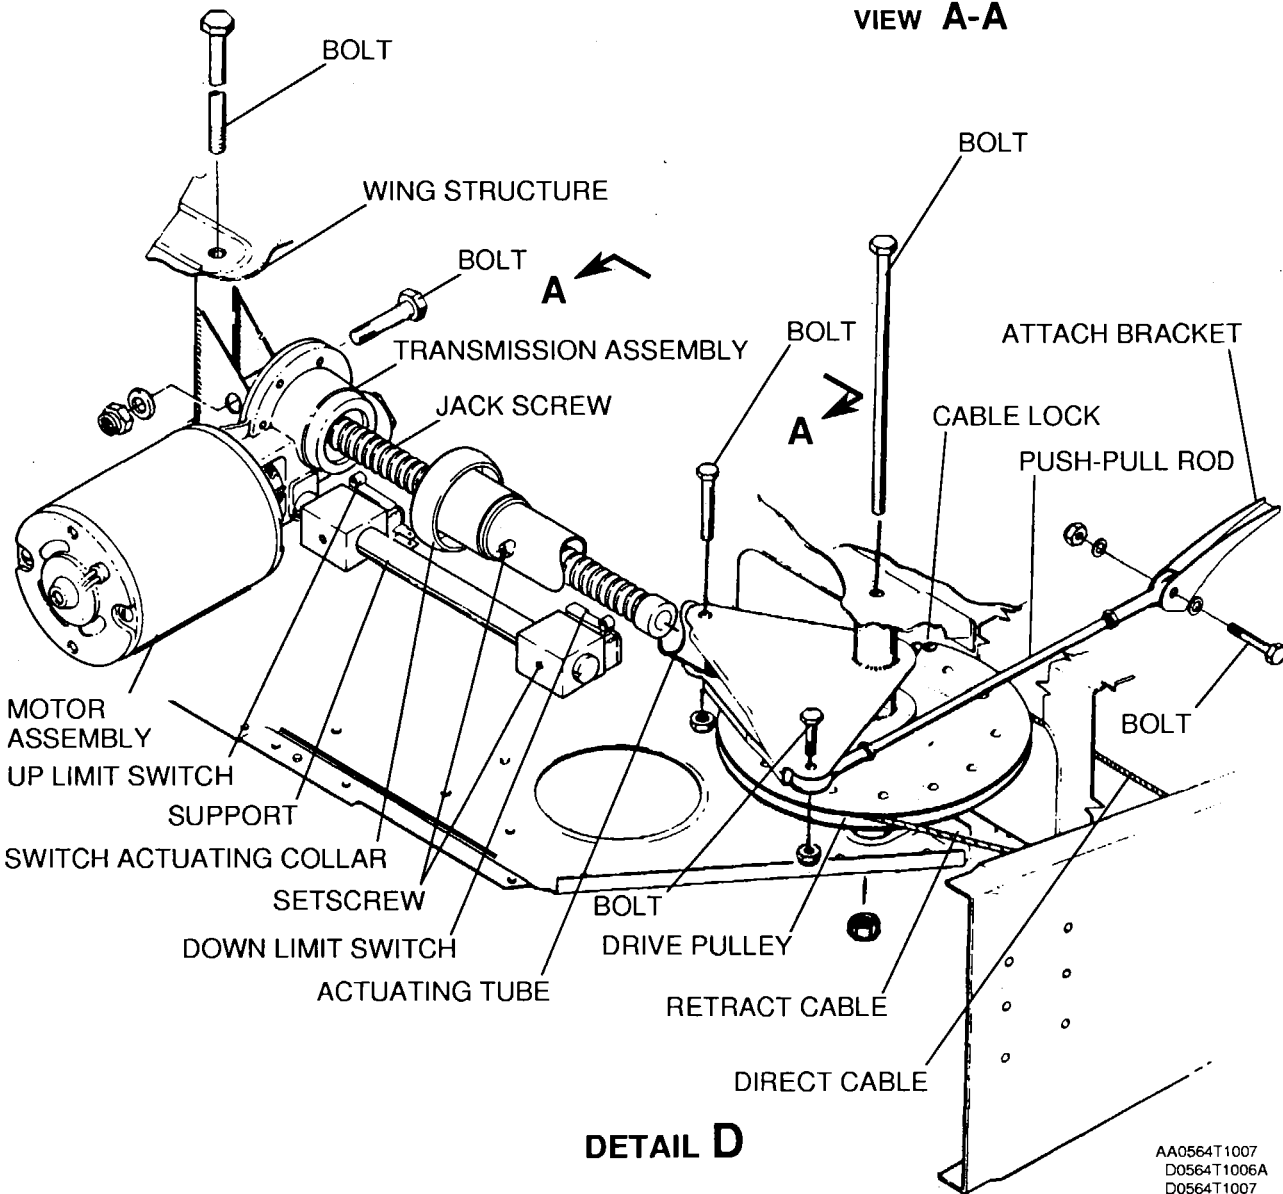 VIEW A-A
BOLT
BOLT
WING STRUCTURE
BOLT
A
BOLT
ATTACH BRACKET
TRANSMISSION ASSEMBLY
JACK SCREW
A
CABLE LOCK
PUSH-PULL ROD
MOTOR
ASSEMBLY
BOLT
UP LIMIT SWITCH
SUPPORT
SWITCH ACTUATING COLLAR
SETSCREW
BOLT
DOWN LIMIT SWITCH
DRIVE PULLEY
ACTUATING TUBE
RETRACT CABLE
DIRECT CABLE
DETAIL D
AA0564T1007
D0564T1006A
D0564T1007